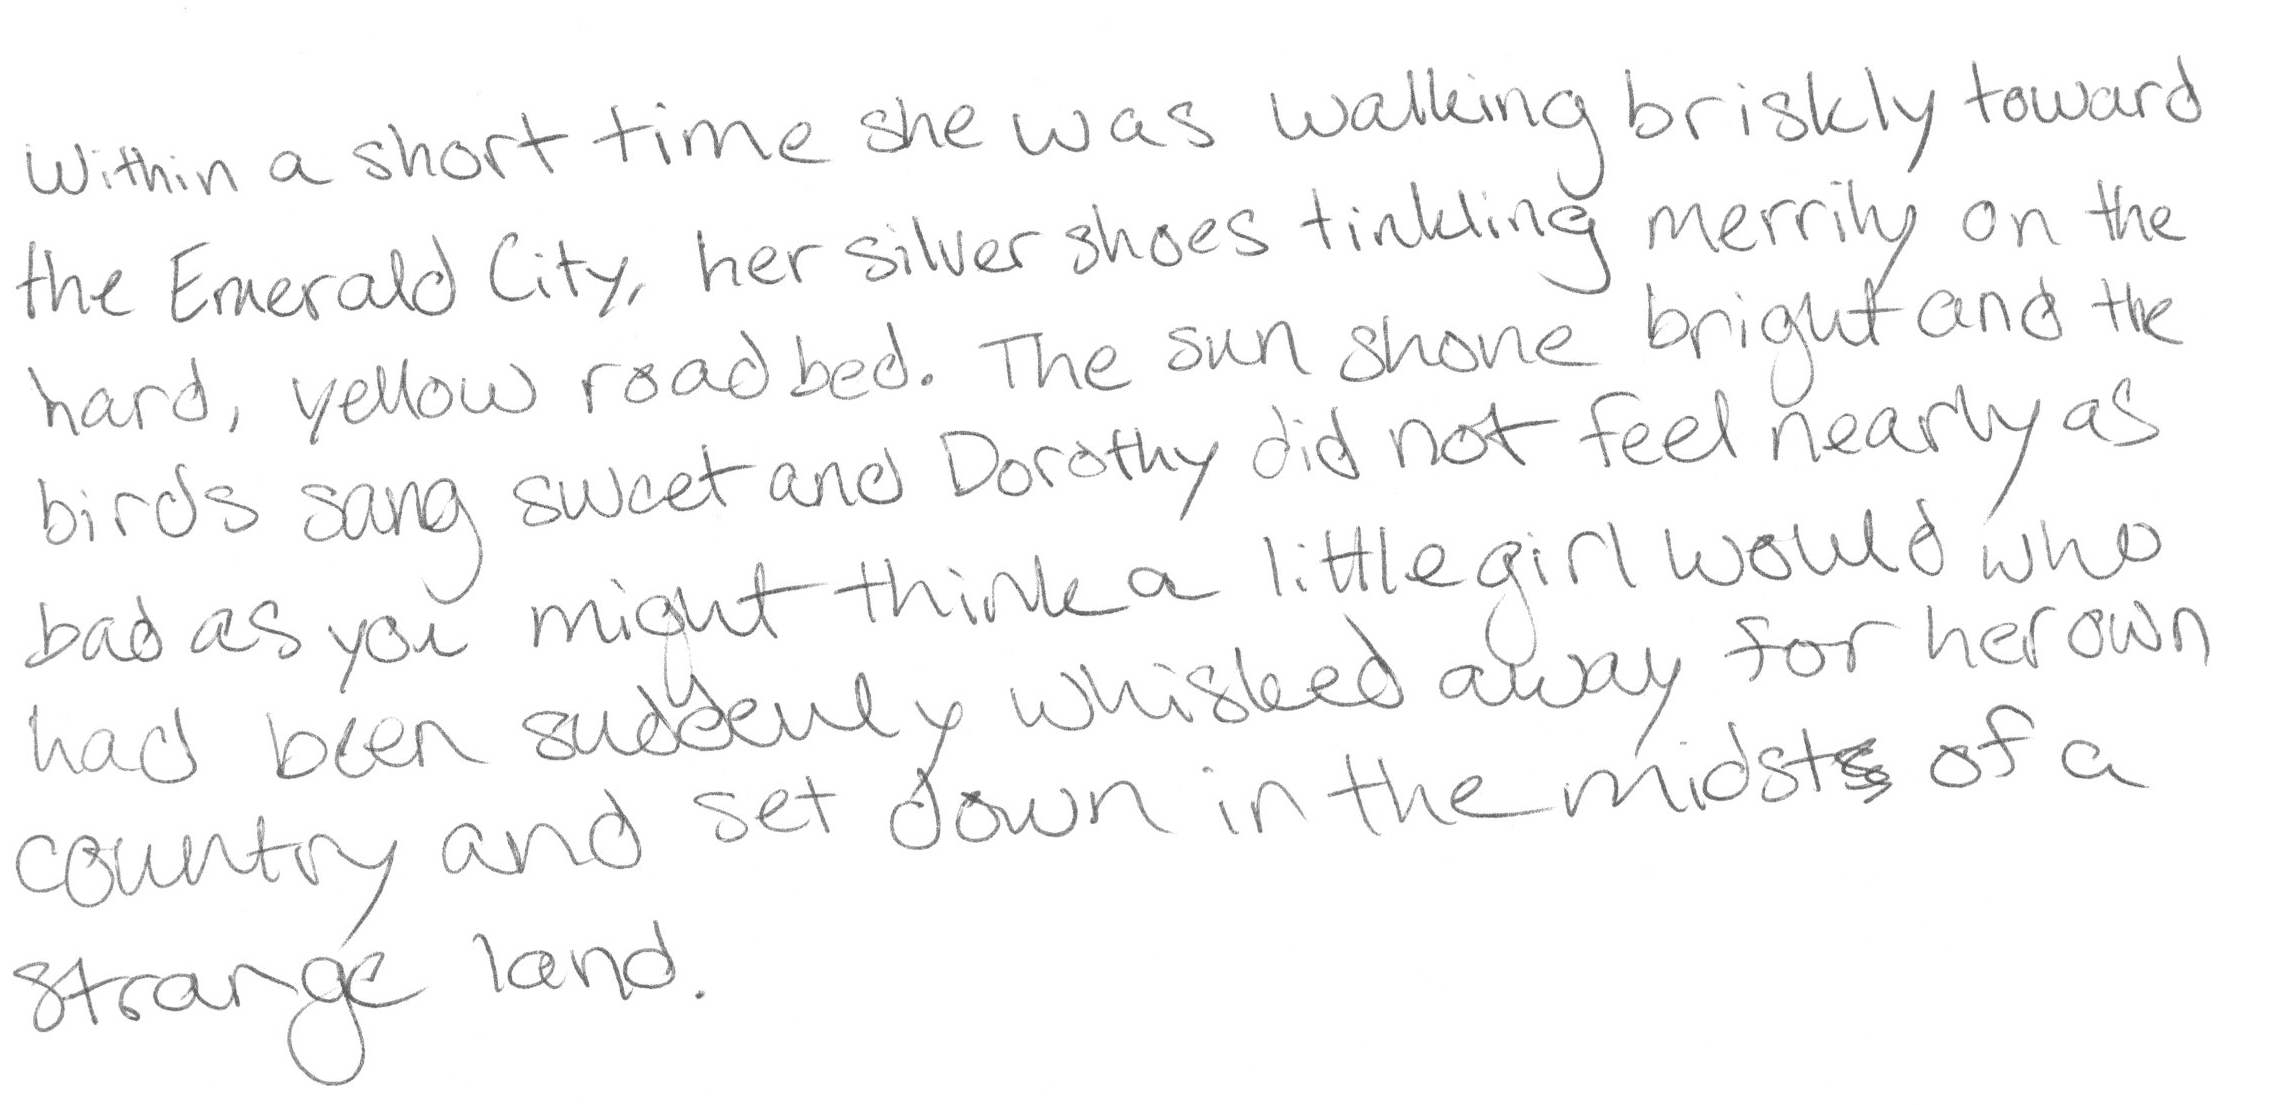 Within a short time she was walking briskly toward
the Emerald City, her silver shoes tinkling merrily on the
hard, yellow roadbed. The sun shone bright and the
birds sang sweet and Dorothy did not feel nearly as
bad as you might think a little girl would who
had been suddenly whisked away for her own
country and set down in the midst of a
strange land.